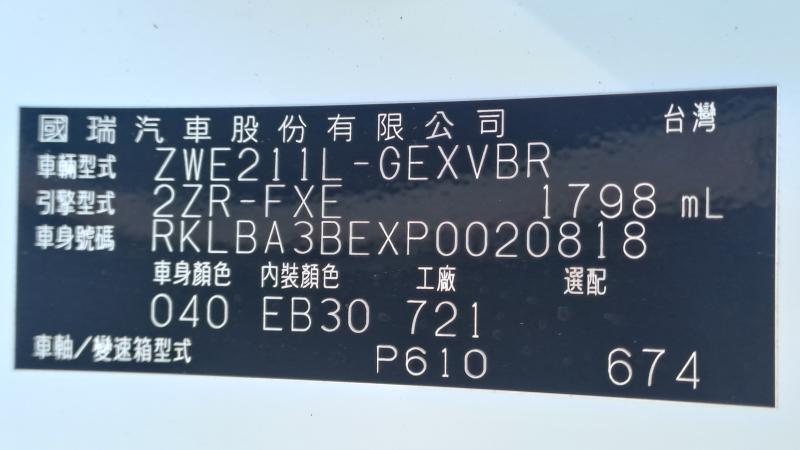 國瑞汽車股份有限公司 台灣
車輛型式 ZWE211L-GEXVBR
引擎型式 2ZR-FXE 1798 mL
車身號碼 RKLBA3BEXP0020818
車身顏色 內裝顏色 工廠 選配
040 EB30 721
車軸/變速箱型式 P610 674